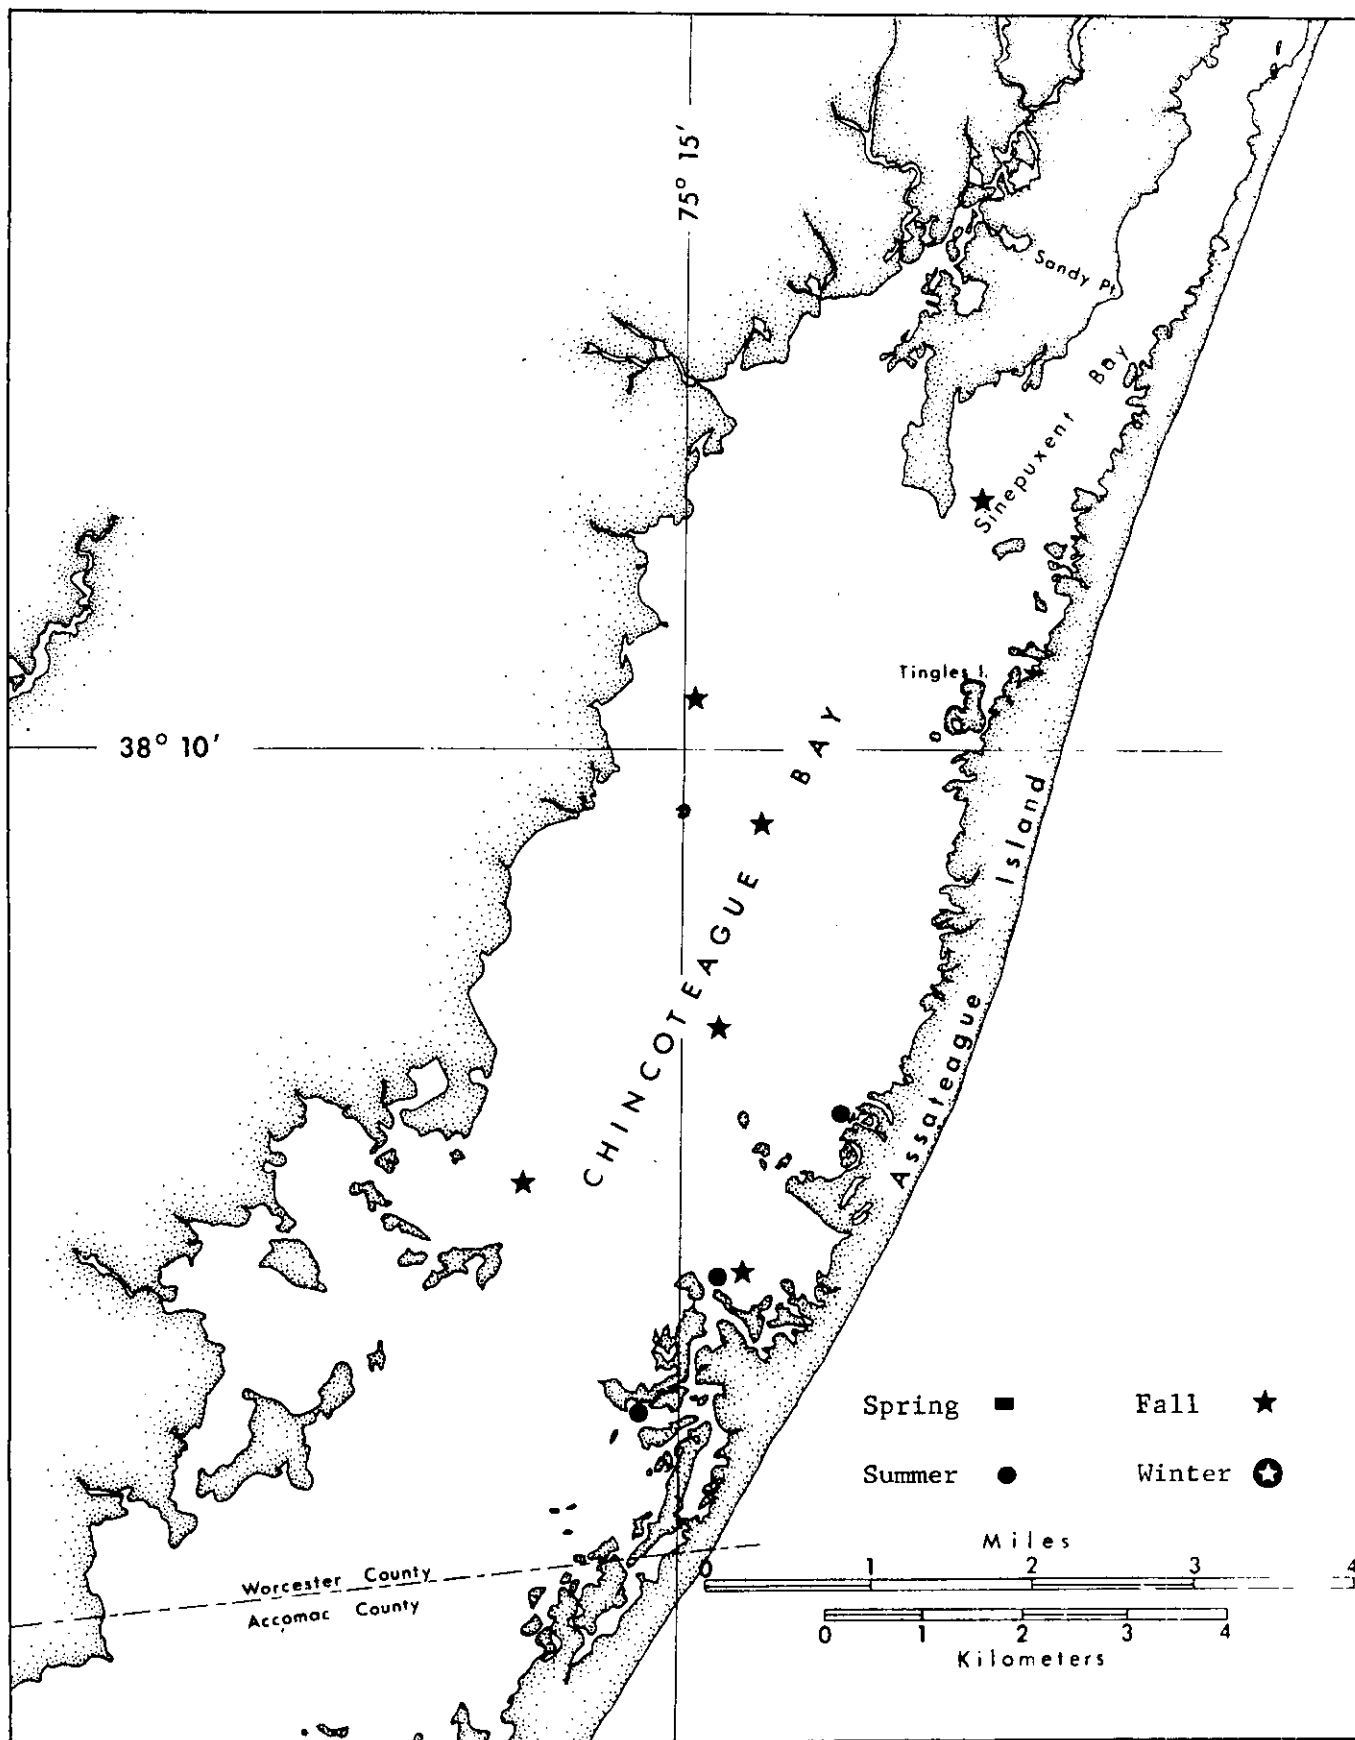 75° 15'
Sandy Pt.
Sinepuxent Bay
Tingles I.
38° 10'
CHINCOTEAGUE BAY
Assateague Island
Spring Fall
Summer Winter
Miles
0 1 2 3 4
0 1 2 3 4
Kilometers
Worcester County
Accomac County